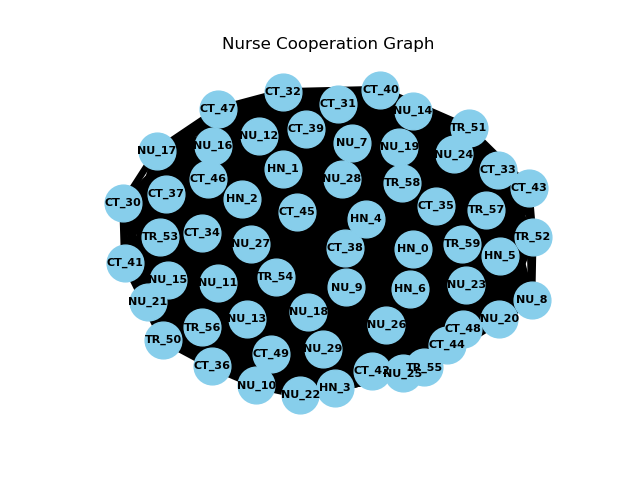 Nurse Cooperation Graph
CT_32
CT_40
CT_47
CT_31
NU_14
TR_51
NU_12
CT_39
NU_17
NU_16
NU_7
NU_19
NU_24
CT_33
HN_1
CT_46
NU_28
TR_58
CT_43
CT_37
HN_2
CT_30
CT_45
HN_4
CT_35
TR_57
TR_53
CT_34
NU_27
CT_38
HN_0
TR_59
HN_5
TR_52
CT_41
NU_15
NU_11
TR_54
NU_9
HN_6
NU_23
NU_21
NU_8
TR_56
NU_13
NU_18
NU_26
CT_48
NU_20
TR_50
CT_36
CT_49
NU_29
CT_44
NU_10
NU_22
HN_3
CT_42
NU_25
TR_55